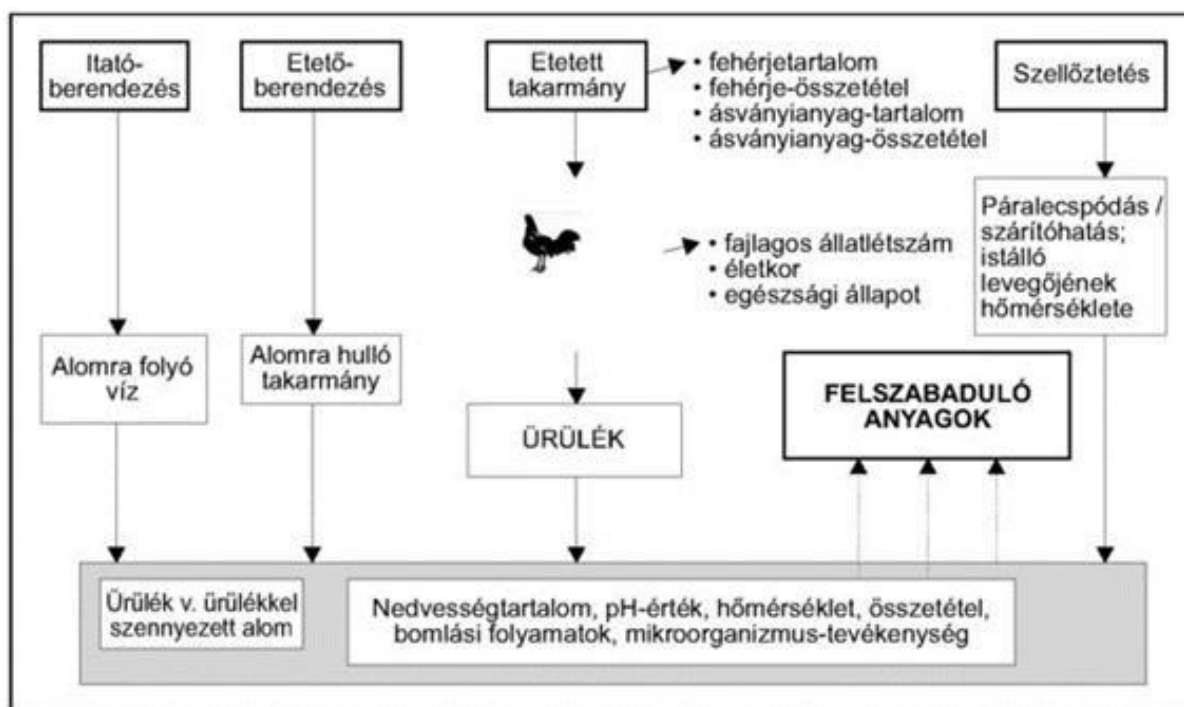 Itató-
berendezés
Etető-
berendezés
Etetett
takarmány
• fehérjetartalom
• fehérje-összetétel
• ásványianyag-tartalom
• ásványianyag-összetétel
Szellőztetés
Páralecspódás /
szárítóhatás;
istálló
levegőjének
hőmérséklete
• fajlagos állatlétszám
• életkor
• egészsági állapot
Alomra folyó
víz
Alomra hulló
takarmány
ÜRÜLÉK
FELSZABADULÓ
ANYAGOK
Ürülék v. ürülékkel
szennyezett alom
Nedvességtartalom, pH-érték, hőmérséklet, összetétel,
bomlási folyamatok, mikroorganizmus-tevékenység